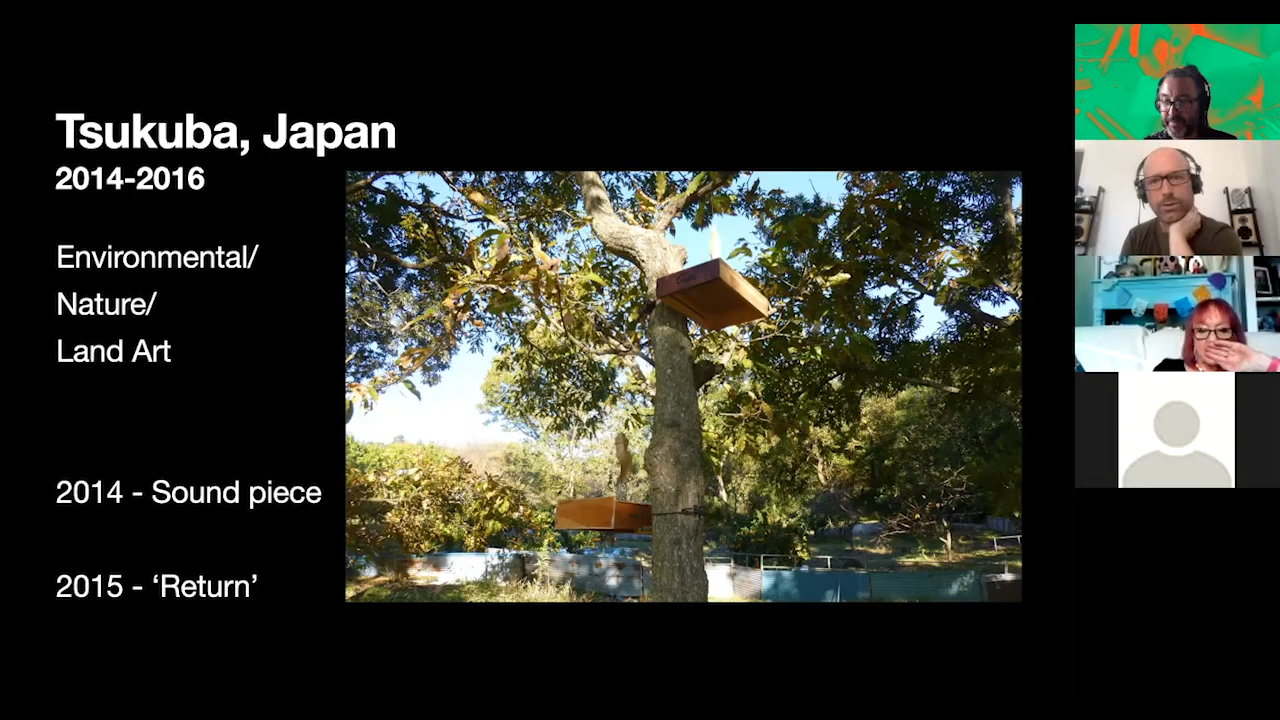 Tsukuba, Japan
2014-2016
Environmental/
Nature/
Land Art
2014 - Sound piece
2015 - ‘Return’